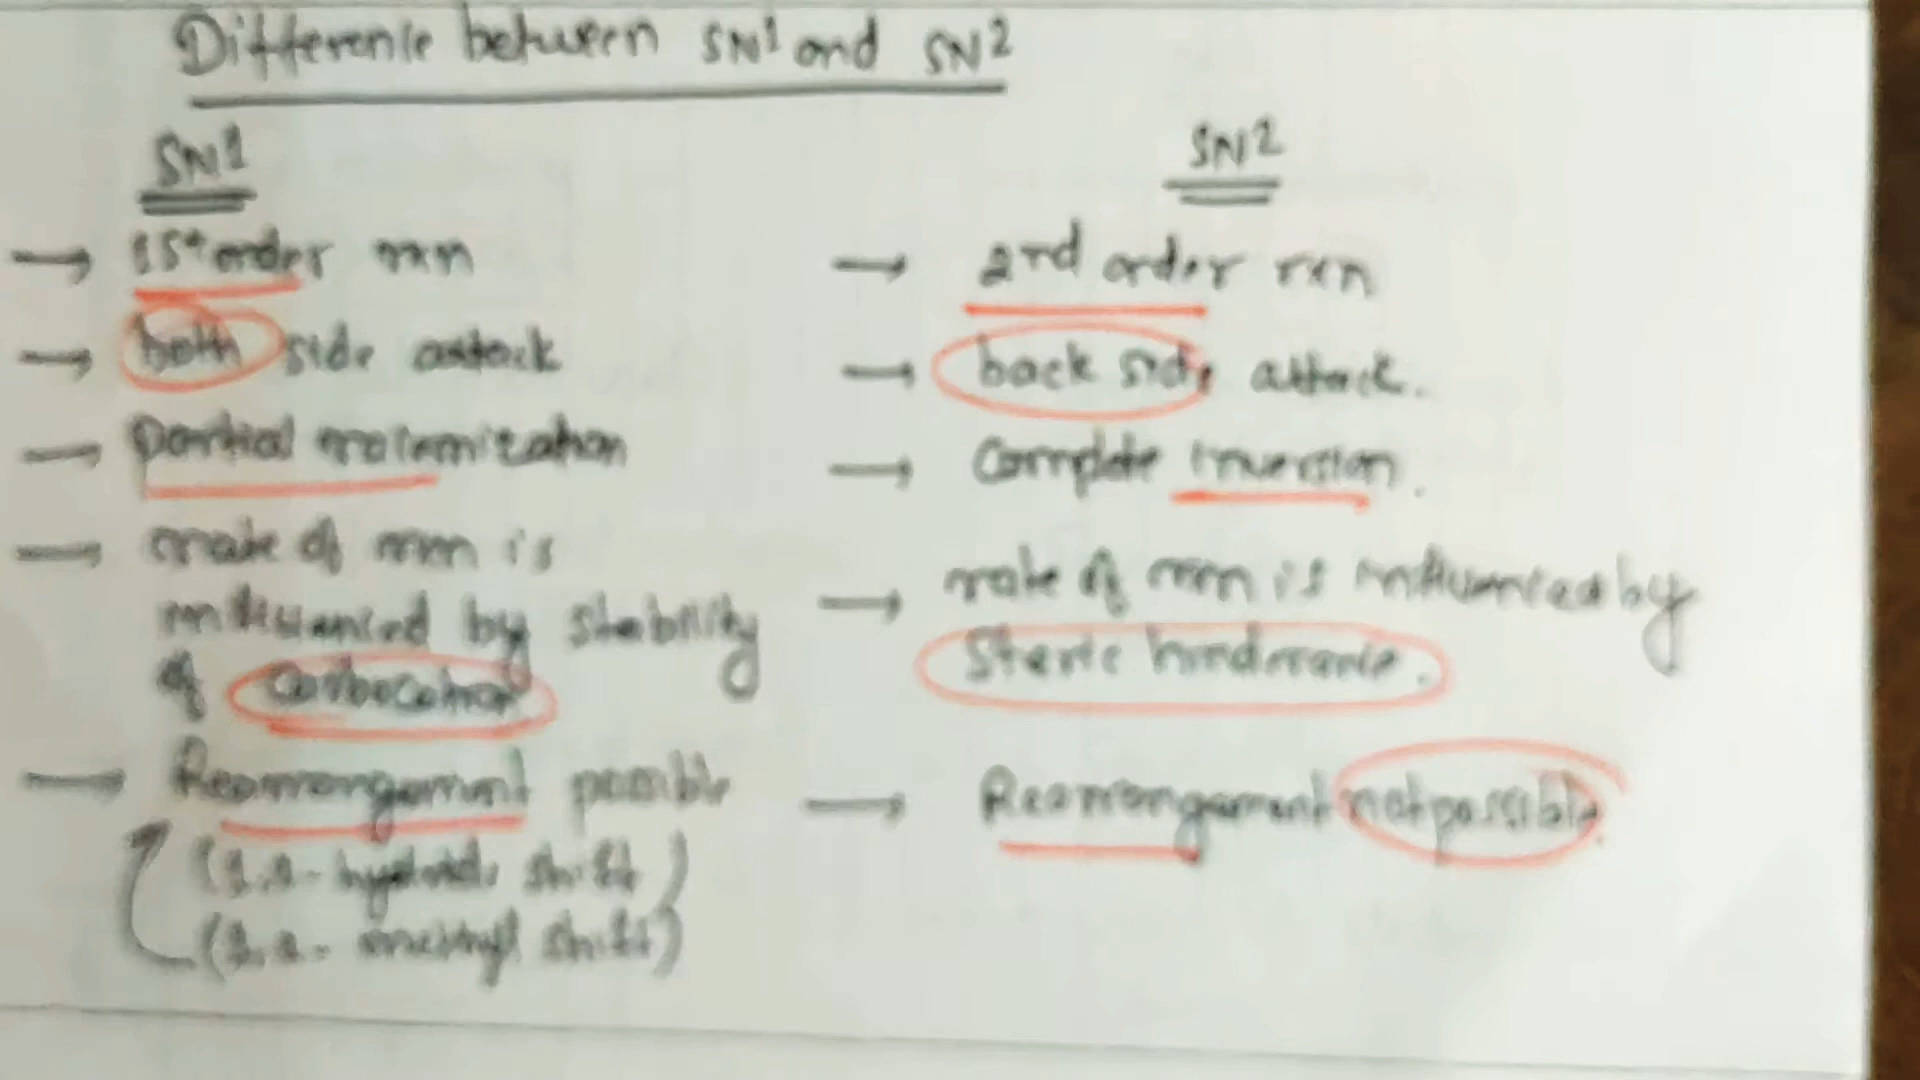 Difference between SN1 and SN2
SN1
→ 1st order rxn
→ both side attack
→ partial racemization
→ rate of rxn is
influenced by stability
of carbocation
→ Rearrangement possible
(1,2- hydride shift)
(1,2- methyl shift)
SN2
→ 2nd order rxn
→ back side attack.
→ Complete inversion.
→ rate of rxn is influenced by
Steric hindrance.
→ Rearrangement not possible.